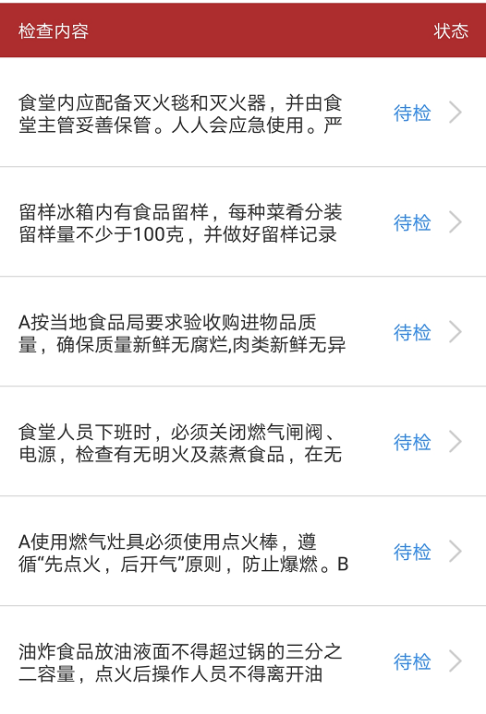 检查内容 状态
食堂内应配备灭火毯和灭火器，并由食
堂主管妥善保管。人人会应急使用。严
待检
留样冰箱内有食品留样，每种菜肴分装
留样量不少于100克，并做好留样记录
待检
A按当地食品局要求验收购进物品质
量，确保质量新鲜无腐烂,肉类新鲜无异
待检
食堂人员下班时，必须关闭燃气闸阀、
电源，检查有无明火及蒸煮食品，在无
待检
A使用燃气灶具必须使用点火棒，遵
循“先点火，后开气”原则，防止爆燃。B
待检
油炸食品放油液面不得超过锅的三分之
二容量，点火后操作人员不得离开油
待检